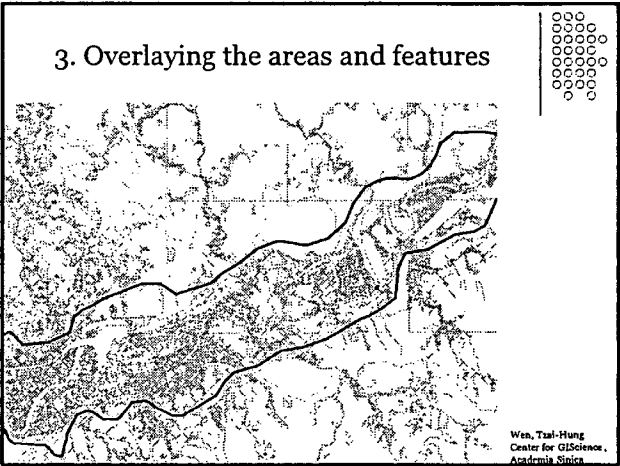 3. Overlaying the areas and features
Wen, Tzai-Hung
Center for GIScience,
Academia Sinica